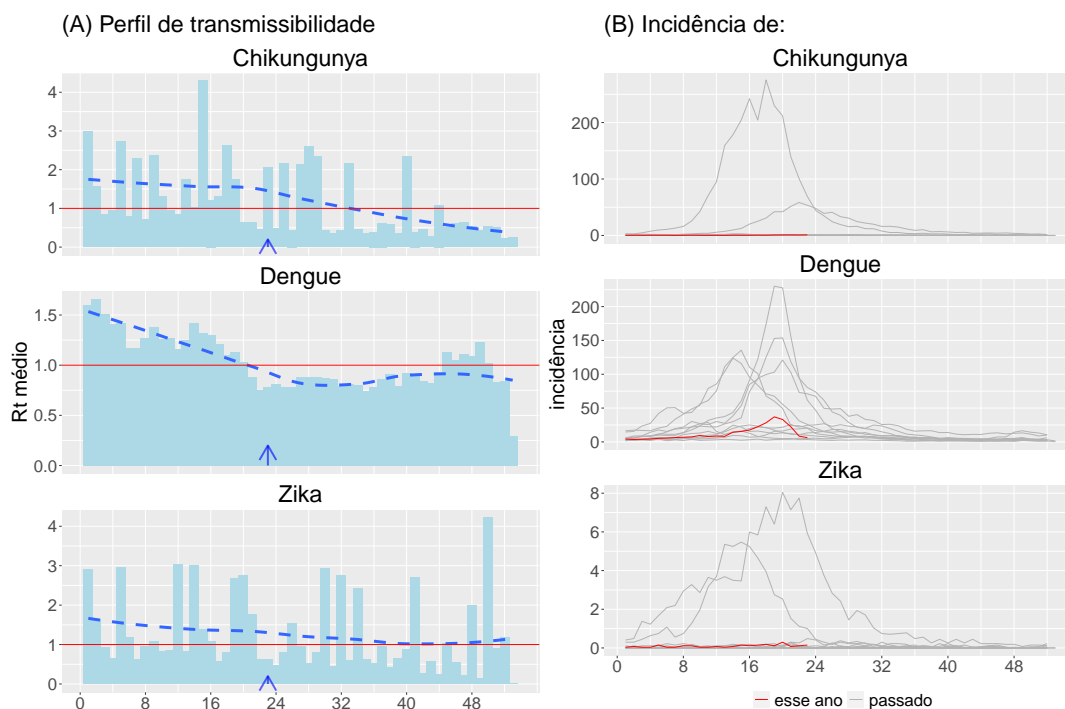 (A) Perfil de transmissibilidade
Chikungunya
4
3
2
1
0
Dengue
1.5
1.0
0.5
0.0
Rt médio
Zika
4
3
2
1
0
0 8 16 24 32 40 48
(B) Incidência de:
Chikungunya
200
100
0
Dengue
200
150
100
50
0
incidência
Zika
8
6
4
2
0
0 8 16 24 32 40 48
esse ano passado